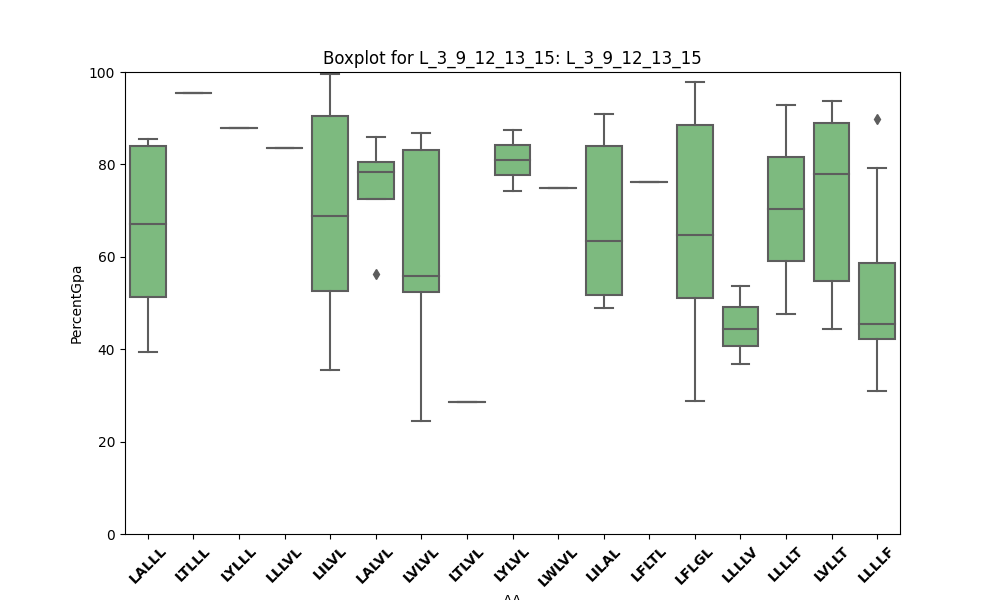 Boxplot for L_3_9_12_13_15: L_3_9_12_13_15
PercentGpa
100
80
60
40
20
0
LALLL LTLLL LYLLL LLLVL LILVL LALVL LVLVL LTLVL LYLVL LWLVL LILAL LFLTL LFLGL LLLLV LLLLT LVLLT LLLLF
AA